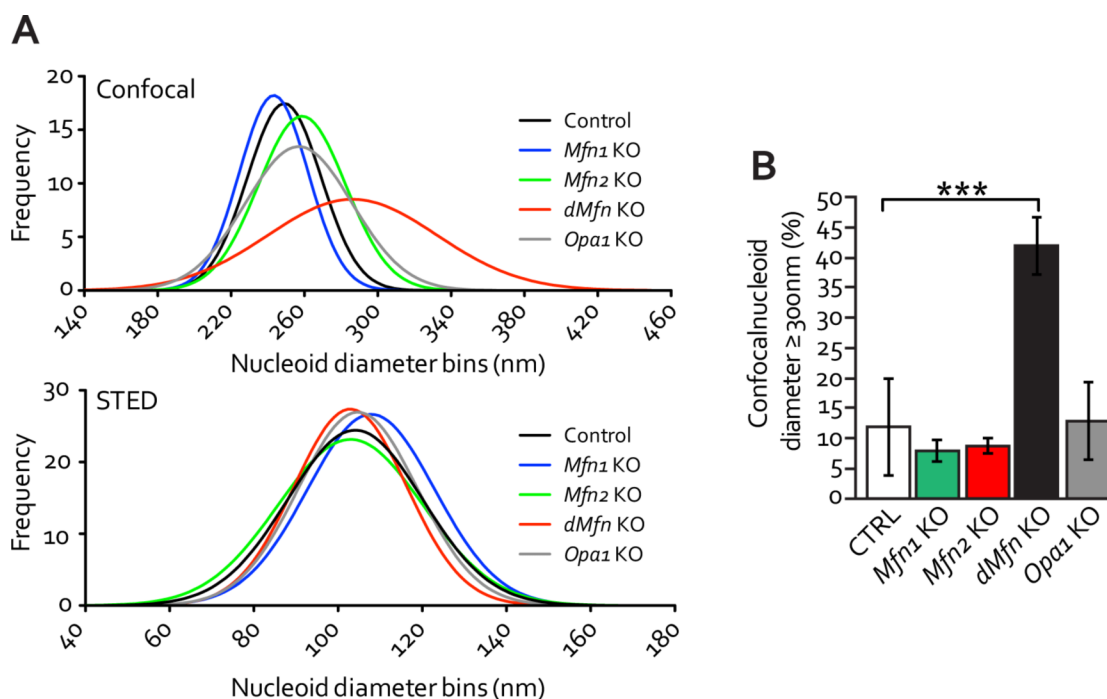 A
Confocal
Frequency
20
15
10
5
0
140
180
220
260
300
340
420
460
Nucleoid diameter bins (nm)
Control
Mfn1 KO
Mfn2 KO
dMfn KO
Opa1 KO
STED
Frequency
30
20
10
0
40
60
80
100
120
140
160
180
Nucleoid diameter bins (nm)
Control
Mfn1 KO
Mfn2 KO
dMfn KO
Opa1 KO
B
Confocalnucleoid
diameter ≥300nm (%)
50
45
40
35
30
25
20
15
10
5
0
***
CTRL
Mfn1 KO
Mfn2 KO
dMfn KO
Opa1 KO